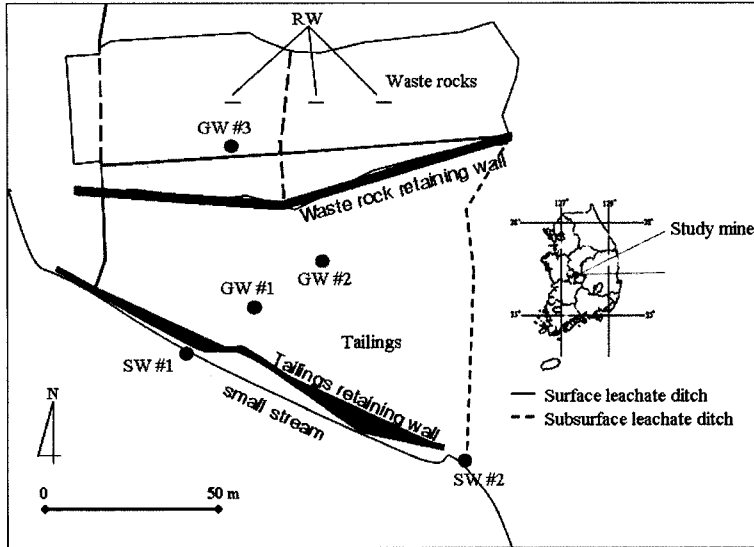 RW
Waste rocks
GW #3
Waste rock retaining wall
GW #2
GW #1
Tailings
SW #1
Tailings retaining wall
small stream
SW #2
N
0 50 m
Study mine
Surface leachate ditch
Subsurface leachate ditch